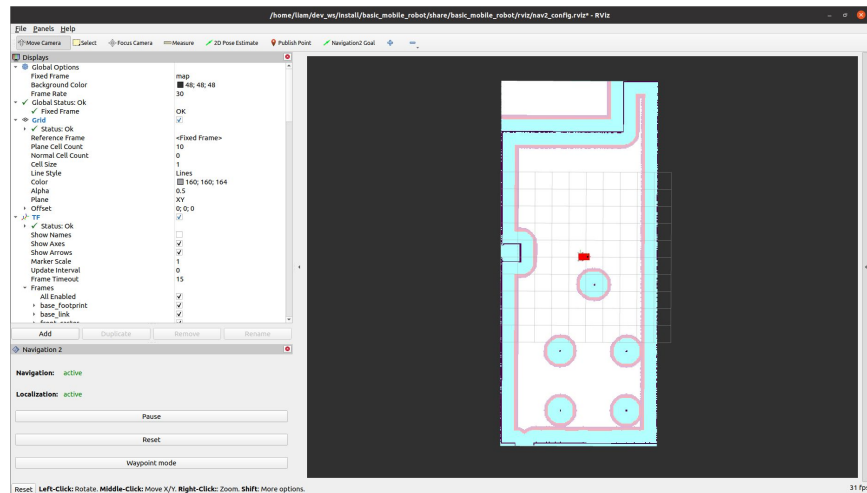 /home/liam/dev_ws/install/basic_mobile_robot/share/basic_mobile_robot/rviz/nav2_config.rviz* - RViz
File Panels Help
Move Camera Select Focus Camera Measure 2D Pose Estimate Publish Point Navigation2 Goal
Displays
Global Options
Fixed Frame map
Background Color 48; 48; 48
Frame Rate 30
Global Status: Ok
Fixed Frame OK
Grid
Status: Ok
Reference Frame <Fixed Frame>
Plane Cell Count 10
Normal Cell Count 0
Cell Size 1
Line Style Lines
Color 160; 160; 164
Alpha 0.5
Plane XY
Offset 0; 0; 0
TF
Status: Ok
Show Names
Show Axes
Show Arrows
Marker Scale 1
Update Interval 0
Frame Timeout 15
Frames
All Enabled
base_footprint
base_link
Add Duplicate Remove Rename
Navigation 2
Navigation: active
Localization: active
Pause
Reset
Waypoint mode
Reset Left-Click: Rotate. Middle-Click: Move X/Y. Right-Click:: Zoom. Shift: More options. 31 fps